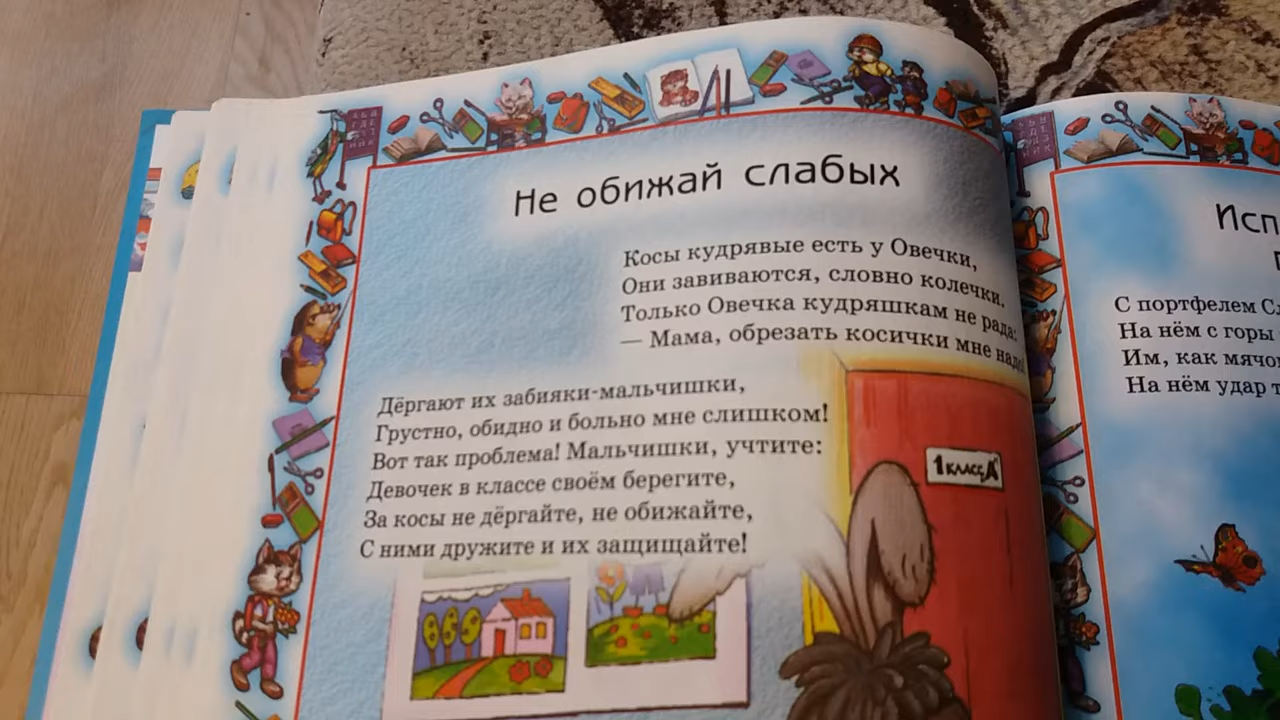 Не обижай слабых
Косы кудрявые есть у Овечки,
Они завиваются, словно колечки.
Только Овечка кудряшкам не рада:
— Мама, обрезать косички мне надо!
Дёргают их забияки-мальчишки,
Грустно, обидно и больно мне слишком!
Вот так проблема! Мальчишки, учтите:
Девочек в классе своём берегите,
За косы не дёргайте, не обижайте,
С ними дружите и их защищайте!
1 класс А
С портфелем
На нём с горы
Им, как
На нём удар